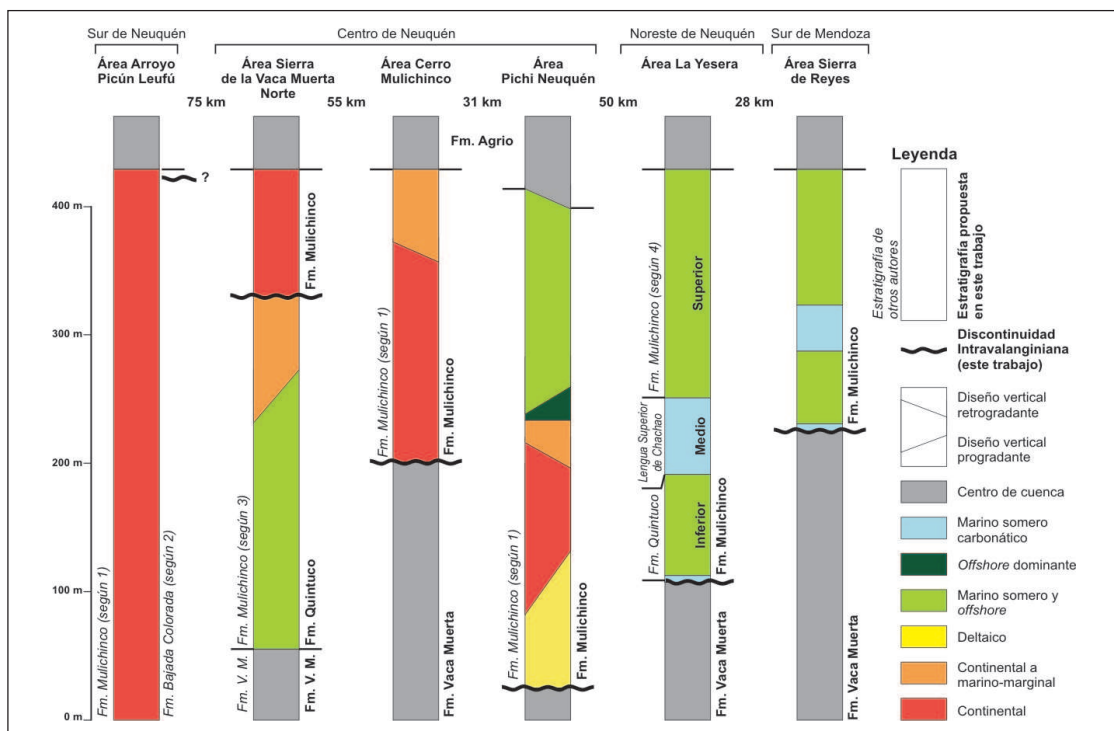 Sur de Neuquén
Centro de Neuquén
Noreste de Neuquén
Sur de Mendoza
Área Arroyo
Picún Leufú
Área Sierra
de la Vaca Muerta
Norte
Área Cerro
Mulichinco
Área
Pichi Neuquén
Área La Yesera
Área Sierra
de Reyes
75 km
55 km
31 km
50 km
28 km
Fm. Agrio
?
400 m
300 m
200 m
100 m
0 m
Fm. Mulichinco (según 1)
Fm. Bajada Colorada (según 2)
Fm. Mulichinco (según 3)
Fm. V. M.
Fm. Mulichinco
Fm. Quintuco
Fm. V. M.
Fm. Mulichinco (según 1)
Fm. Mulichinco
Fm. Vaca Muerta
Fm. Mulichinco (según 1)
Fm. Mulichinco
Fm. Mulichinco (según 4)
Lengua Superior
de Chachao
Fm. Quintuco
Superior
Medio
Inferior
Fm. Mulichinco
Fm. Vaca Muerta
Fm. Mulichinco
Fm. Vaca Muerta
Leyenda
Estratigrafía de
otros autores
Estratigrafía propuesta
en este trabajo
Discontinuidad
Intravalanginiana
(este trabajo)
Diseño vertical
retrogradante
Diseño vertical
progradante
Centro de cuenca
Marino somero
carbonático
Offshore dominante
Marino somero y
offshore
Deltaico
Continental a
marino-marginal
Continental